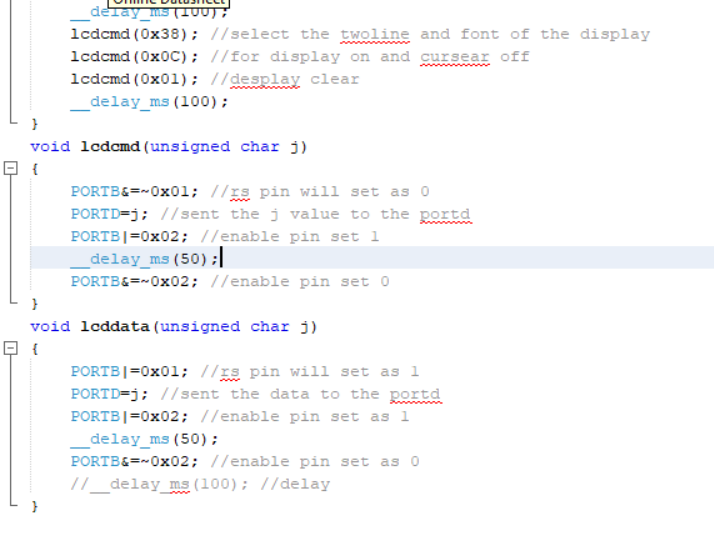 Online Datasheet
__delay_ms(100);
lcdcmd(0x38); //select the twoline and font of the display
lcdcmd(0x0C); //for display on and cursear off
lcdcmd(0x01); //desplay clear
__delay_ms(100);
}
void lcdcmd(unsigned char j)
{
PORTB&=~0x01; //rs pin will set as 0
PORTD=j; //sent the j value to the portd
PORTB|=0x02; //enable pin set 1
__delay_ms(50);
PORTB&=~0x02; //enable pin set 0
}
void lcddata(unsigned char j)
{
PORTB|=0x01; //rs pin will set as 1
PORTD=j; //sent the data to the portd
PORTB|=0x02; //enable pin set as 1
__delay_ms(50);
PORTB&=~0x02; //enable pin set as 0
//__delay_ms(100); //delay
}